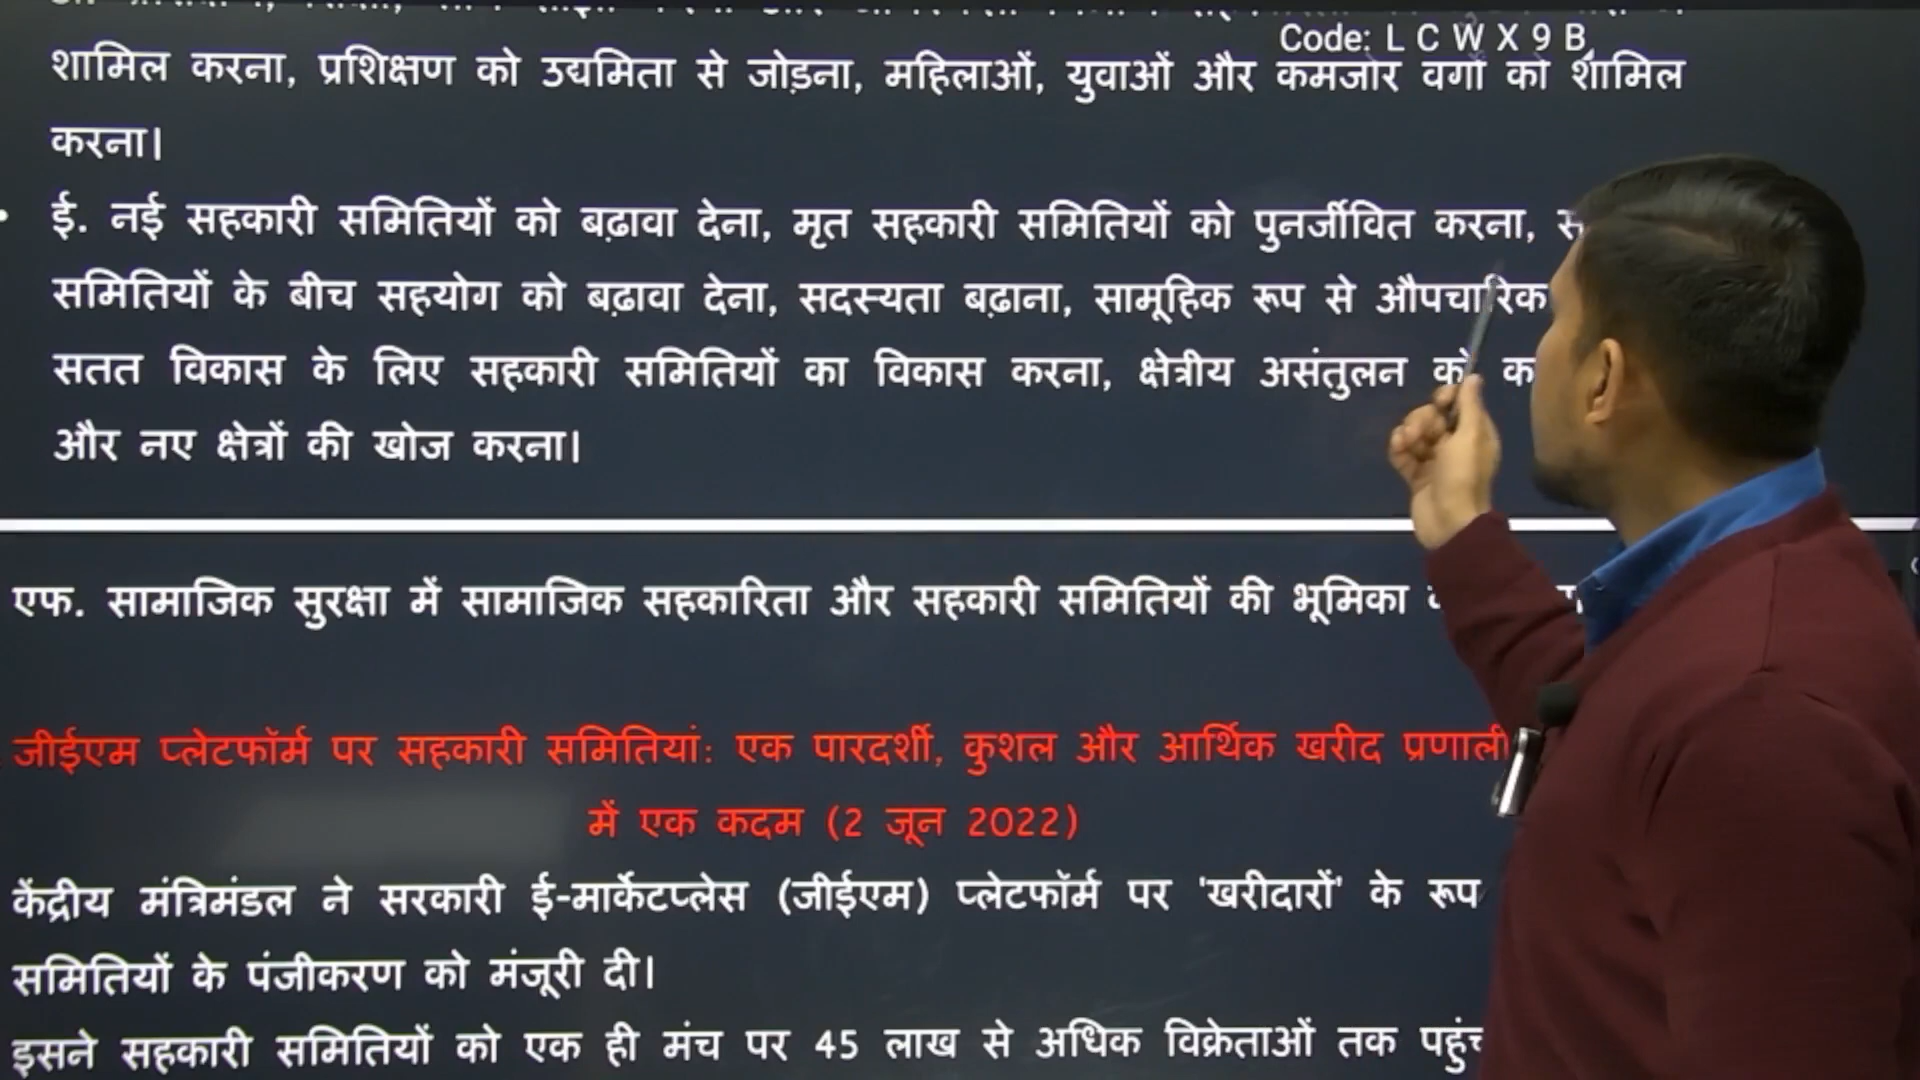 Code: L C W X 9 B
शामिल करना, प्रशिक्षण को उद्यमिता से जोड़ना, महिलाओं, युवाओं और कमजोर वर्गों को शामिल
करना।
• ई. नई सहकारी समितियों को बढ़ावा देना, मृत सहकारी समितियों को पुनर्जीवित करना,
समितियों के बीच सहयोग को बढ़ावा देना, सदस्यता बढ़ाना, सामूहिक रूप से औपचारिक
सतत विकास के लिए सहकारी समितियों का विकास करना, क्षेत्रीय असंतुलन को
और नए क्षेत्रों की खोज करना।
एफ. सामाजिक सुरक्षा में सामाजिक सहकारिता और सहकारी समितियों की भूमिका
जीईएम प्लेटफॉर्म पर सहकारी समितियां: एक पारदर्शी, कुशल और आर्थिक खरीद प्रणाली
में एक कदम (2 जून 2022)
केंद्रीय मंत्रिमंडल ने सरकारी ई-मार्केटप्लेस (जीईएम) प्लेटफॉर्म पर 'खरीदारों' के रूप
समितियों के पंजीकरण को मंजूरी दी।
इसने सहकारी समितियों को एक ही मंच पर 45 लाख से अधिक विक्रेताओं तक